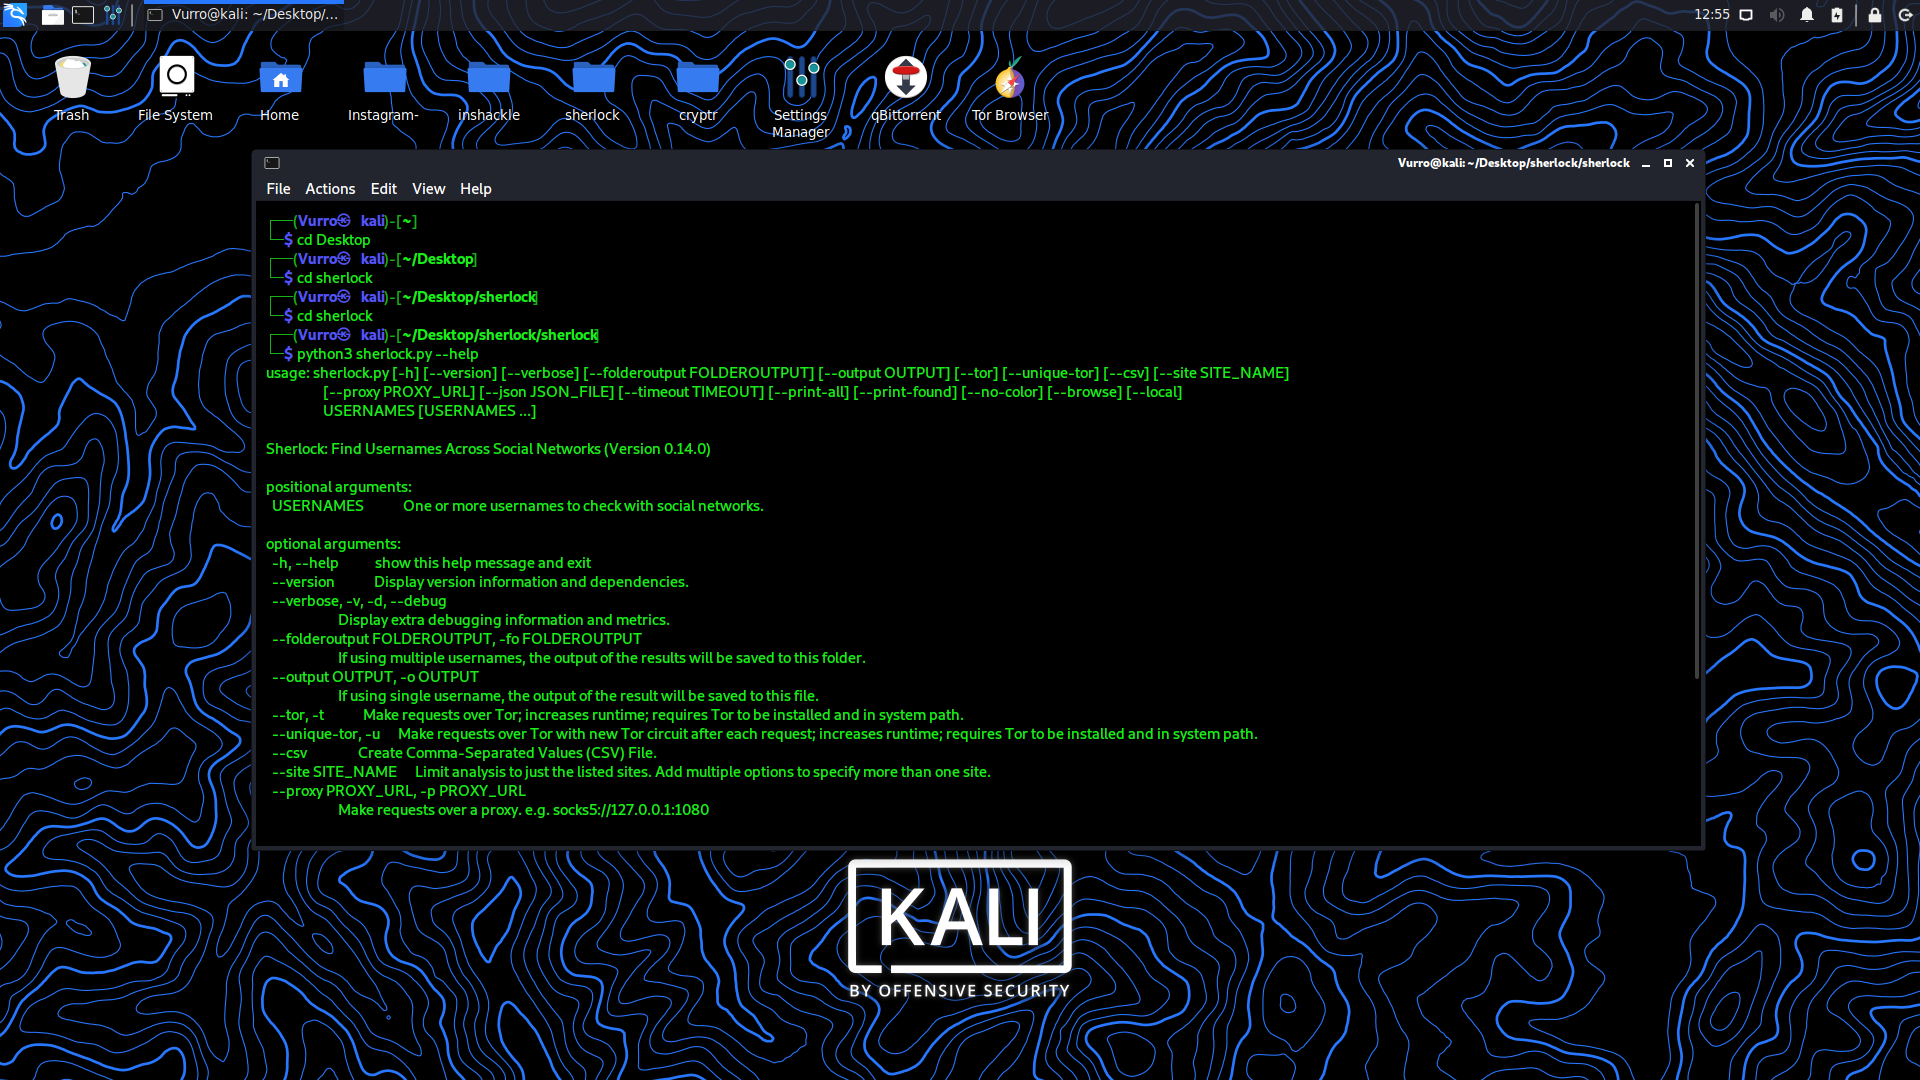 Vurro@kali: ~/Desktop/...
12:55
Trash
File System
Home
Instagram-
inshackle
sherlock
cryptr
Settings
Manager
qBittorrent
Tor Browser
Vurro@kali: ~/Desktop/sherlock/sherlock
File Actions Edit View Help
(Vurro kali)-[~]
$ cd Desktop
(Vurro kali)-[~/Desktop]
$ cd sherlock
(Vurro kali)-[~/Desktop/sherlock]
$ cd sherlock
(Vurro kali)-[~/Desktop/sherlock/sherlock]
$ python3 sherlock.py --help
usage: sherlock.py [-h] [--version] [--verbose] [--folderoutput FOLDEROUTPUT] [--output OUTPUT] [--tor] [--unique-tor] [--csv] [--site SITE_NAME]
[--proxy PROXY_URL] [--json JSON_FILE] [--timeout TIMEOUT] [--print-all] [--print-found] [--no-color] [--browse] [--local]
USERNAMES [USERNAMES ...]
Sherlock: Find Usernames Across Social Networks (Version 0.14.0)
positional arguments:
USERNAMES One or more usernames to check with social networks.
optional arguments:
-h, --help show this help message and exit
--version Display version information and dependencies.
--verbose, -v, -d, --debug
Display extra debugging information and metrics.
--folderoutput FOLDEROUTPUT, -fo FOLDEROUTPUT
If using multiple usernames, the output of the results will be saved to this folder.
--output OUTPUT, -o OUTPUT
If using single username, the output of the result will be saved to this file.
--tor, -t Make requests over Tor; increases runtime; requires Tor to be installed and in system path.
--unique-tor, -u Make requests over Tor with new Tor circuit after each request; increases runtime; requires Tor to be installed and in system path.
--csv Create Comma-Separated Values (CSV) File.
--site SITE_NAME Limit analysis to just the listed sites. Add multiple options to specify more than one site.
--proxy PROXY_URL, -p PROXY_URL
Make requests over a proxy. e.g. socks5://127.0.0.1:1080
KALI
BY OFFENSIVE SECURITY